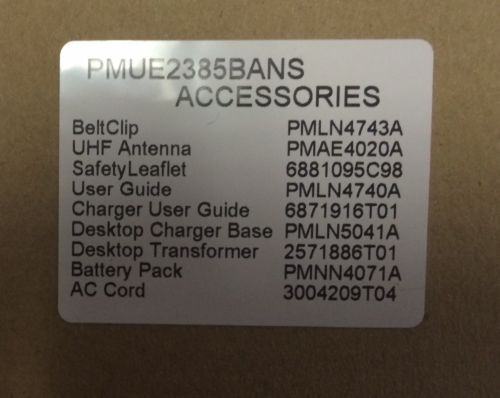 PMUE2385BANS
ACCESSORIES
BeltClip PMLN4743A
UHF Antenna PMAE4020A
SafetyLeaflet 6881095C98
User Guide PMLN4740A
Charger User Guide 6871916T01
Desktop Charger Base PMLN5041A
Desktop Transformer 2571886T01
Battery Pack PMNN4071A
AC Cord 3004209T04